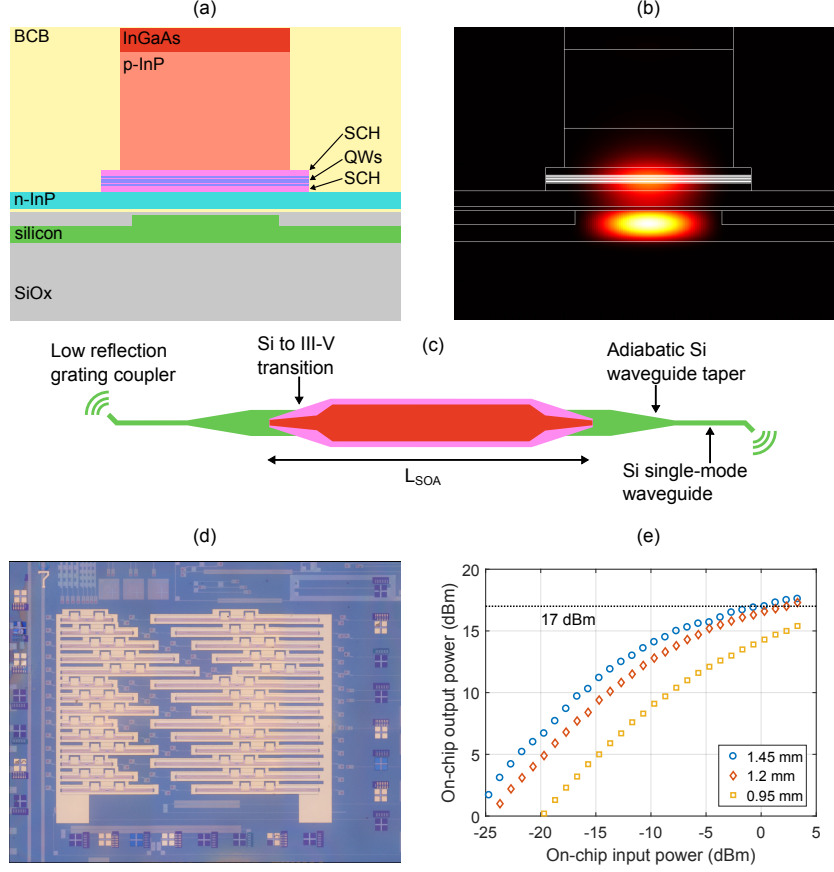 (a)
BCB
InGaAs
p-InP
SCH
QWs
SCH
n-InP
silicon
SiOx
(b)
(c)
Low reflection
grating coupler
Si to III-V
transition
Adiabatic Si
waveguide taper
L_SOA
Si single-mode
waveguide
(d)
7
(e)
On-chip output power (dBm)
20
15
10
5
0
17 dBm
1.45 mm
1.2 mm
0.95 mm
-25
-20
-15
-10
-5
0
5
On-chip input power (dBm)